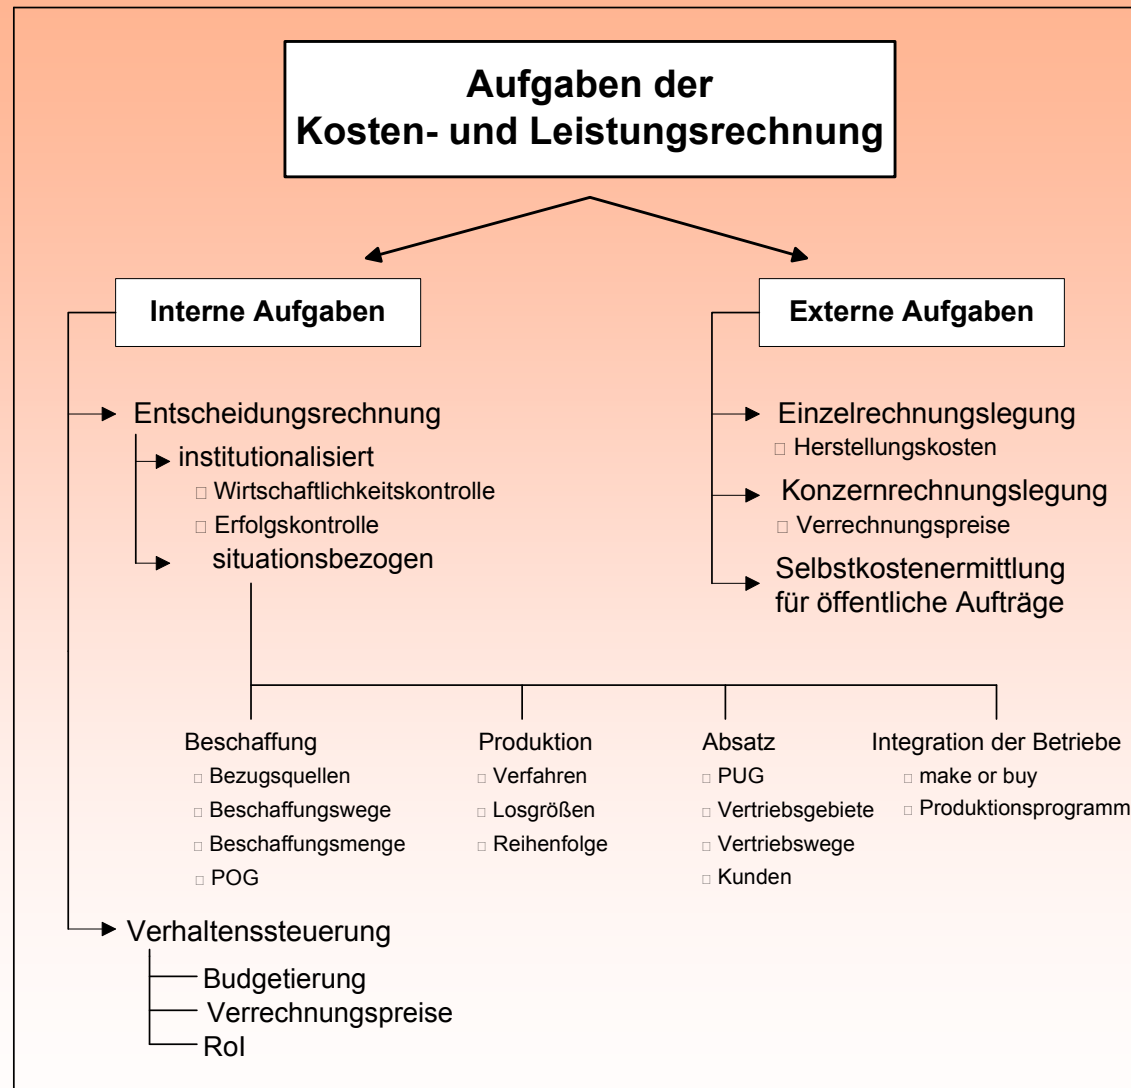 Aufgaben der
Kosten- und Leistungsrechnung
Interne Aufgaben
Entscheidungsrechnung
institutionalisiert
Wirtschaftlichkeitskontrolle
Erfolgskontrolle
situationsbezogen
Beschaffung
Bezugsquellen
Beschaffungswege
Beschaffungsmenge
POG
Produktion
Verfahren
Losgrößen
Reihenfolge
Absatz
PUG
Vertriebsgebiete
Vertriebswege
Kunden
Integration der Betriebe
make or buy
Produktionsprogramm
Verhaltenssteuerung
Budgetierung
Verrechnungspreise
RoI
Externe Aufgaben
Einzelrechnungslegung
Herstellungskosten
Konzernrechnungslegung
Verrechnungspreise
Selbstkostenermittlung
für öffentliche Aufträge